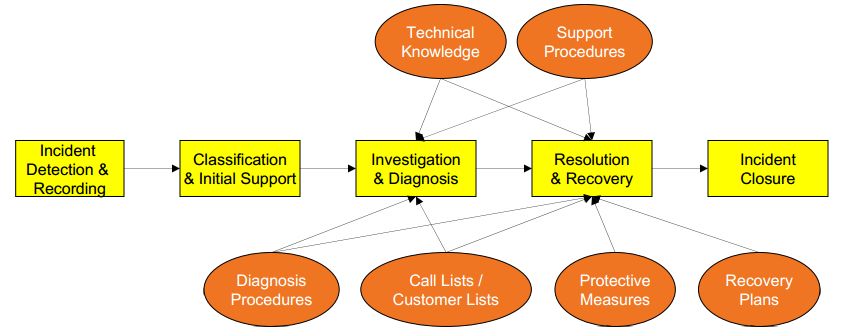 Technical
Knowledge
Support
Procedures
Incident
Detection &
Recording
Classification
& Initial Support
Investigation
& Diagnosis
Resolution
& Recovery
Incident
Closure
Diagnosis
Procedures
Call Lists /
Customer Lists
Protective
Measures
Recovery
Plans